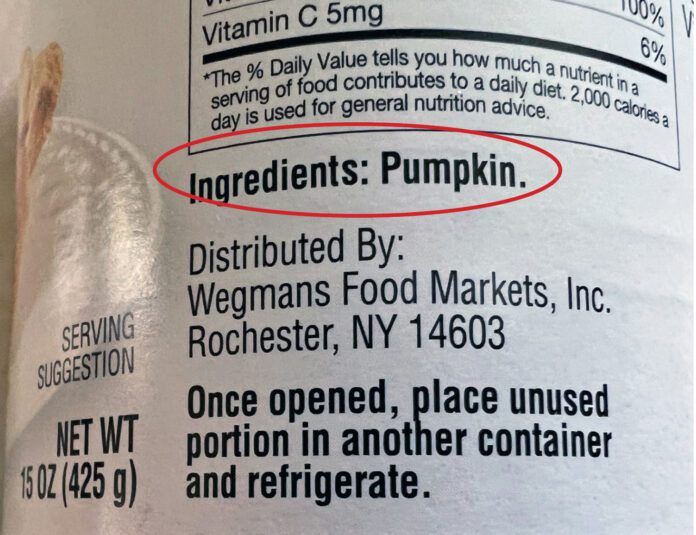 100%
Vitamin C 5mg 6%
*The % Daily Value tells you how much a nutrient in a
serving of food contributes to a daily diet. 2,000 calories a
day is used for general nutrition advice.
Ingredients: Pumpkin.
Distributed By:
Wegmans Food Markets, Inc.
Rochester, NY 14603
SERVING
SUGGESTION
Once opened, place unused
portion in another container
and refrigerate.
NET WT
15 OZ (425 g)